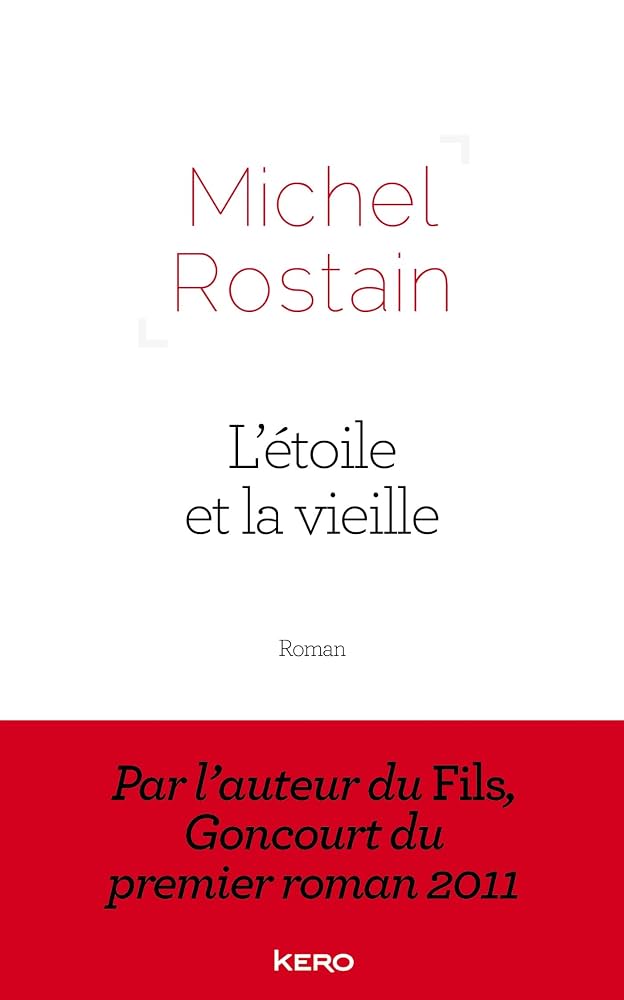 Michel
Rostain
L’étoile
et la vieille
Roman
Par l’auteur du Fils,
Goncourt du
premier roman 2011
KERO